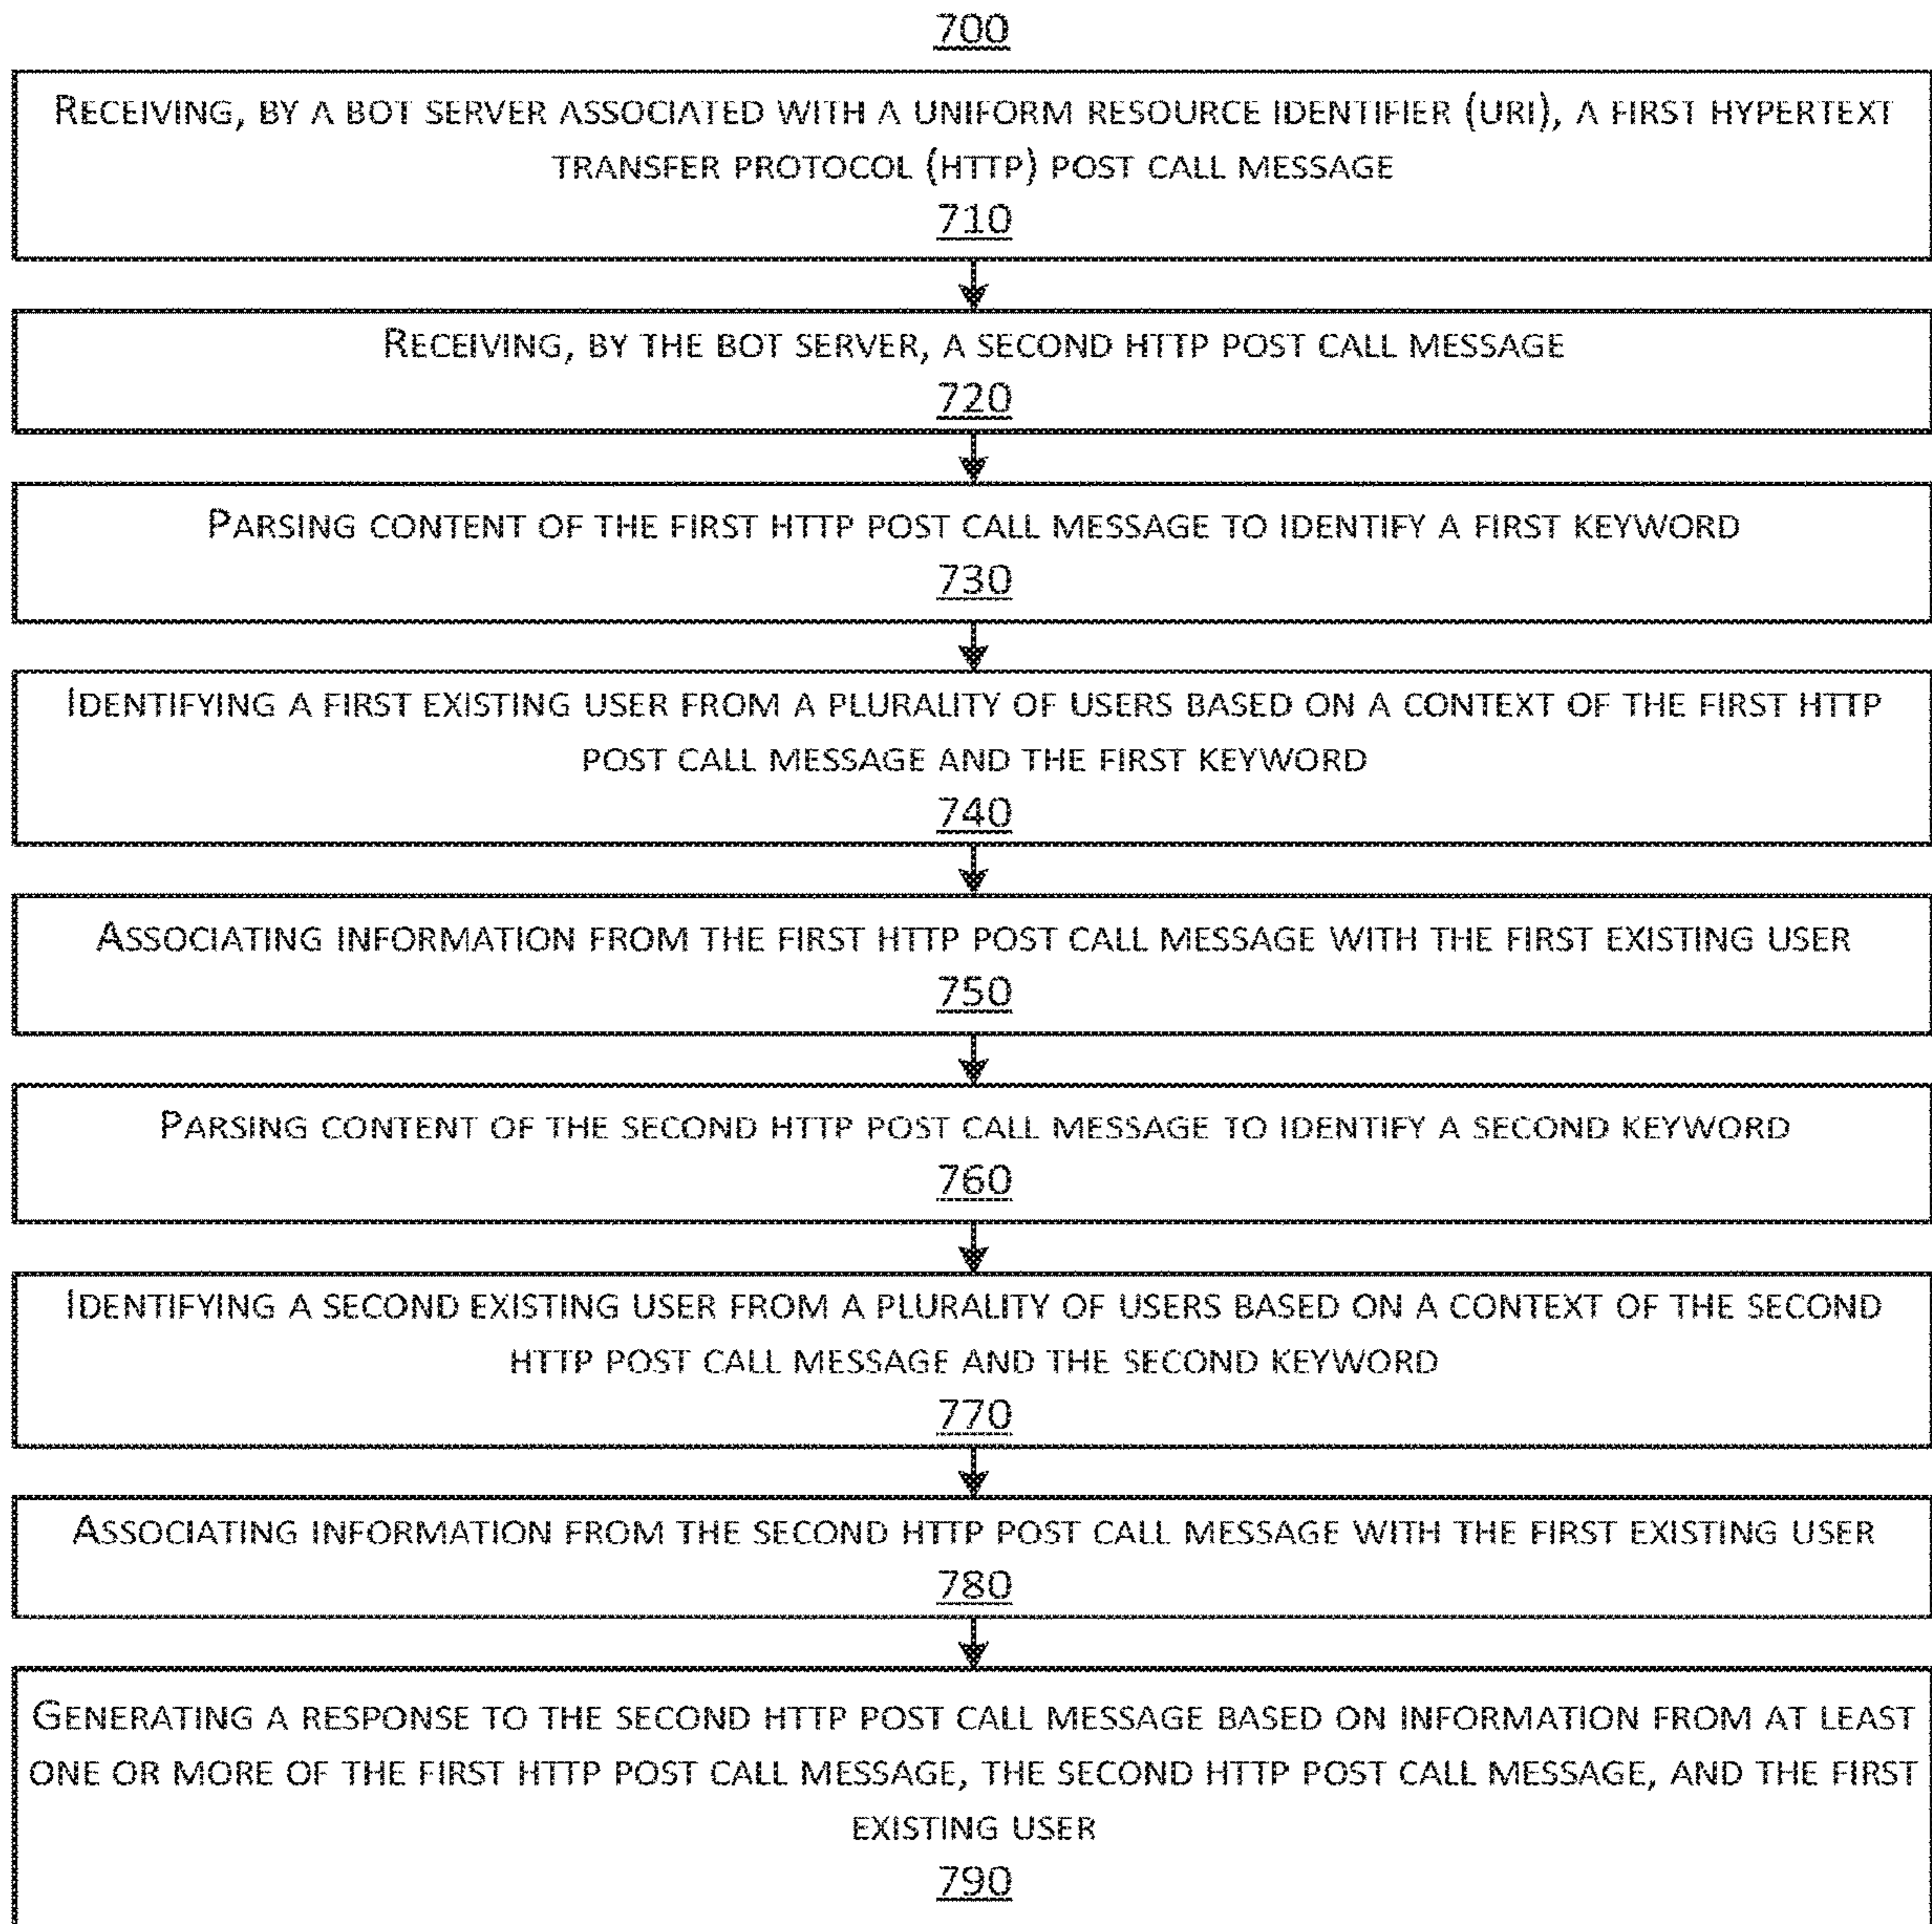 700
RECEIVING, BY A BOT SERVER ASSOCIATED WITH A UNIFORM RESOURCE IDENTIFIER (URI), A FIRST HYPERTEXT
TRANSFER PROTOCOL (HTTP) POST CALL MESSAGE
710
RECEIVING, BY THE BOT SERVER, A SECOND HTTP POST CALL MESSAGE
720
PARSING CONTENT OF THE FIRST HTTP POST CALL MESSAGE TO IDENTIFY A FIRST KEYWORD
730
IDENTIFYING A FIRST EXISTING USER FROM A PLURALITY OF USERS BASED ON A CONTEXT OF THE FIRST HTTP
POST CALL MESSAGE AND THE FIRST KEYWORD
740
ASSOCIATING INFORMATION FROM THE FIRST HTTP POST CALL MESSAGE WITH THE FIRST EXISTING USER
750
PARSING CONTENT OF THE SECOND HTTP POST CALL MESSAGE TO IDENTIFY A SECOND KEYWORD
760
IDENTIFYING A SECOND EXISTING USER FROM A PLURALITY OF USERS BASED ON A CONTEXT OF THE SECOND
HTTP POST CALL MESSAGE AND THE SECOND KEYWORD
770
ASSOCIATING INFORMATION FROM THE SECOND HTTP POST CALL MESSAGE WITH THE FIRST EXISTING USER
780
GENERATING A RESPONSE TO THE SECOND HTTP POST CALL MESSAGE BASED ON INFORMATION FROM AT LEAST
ONE OR MORE OF THE FIRST HTTP POST CALL MESSAGE, THE SECOND HTTP POST CALL MESSAGE, AND THE FIRST
EXISTING USER
790